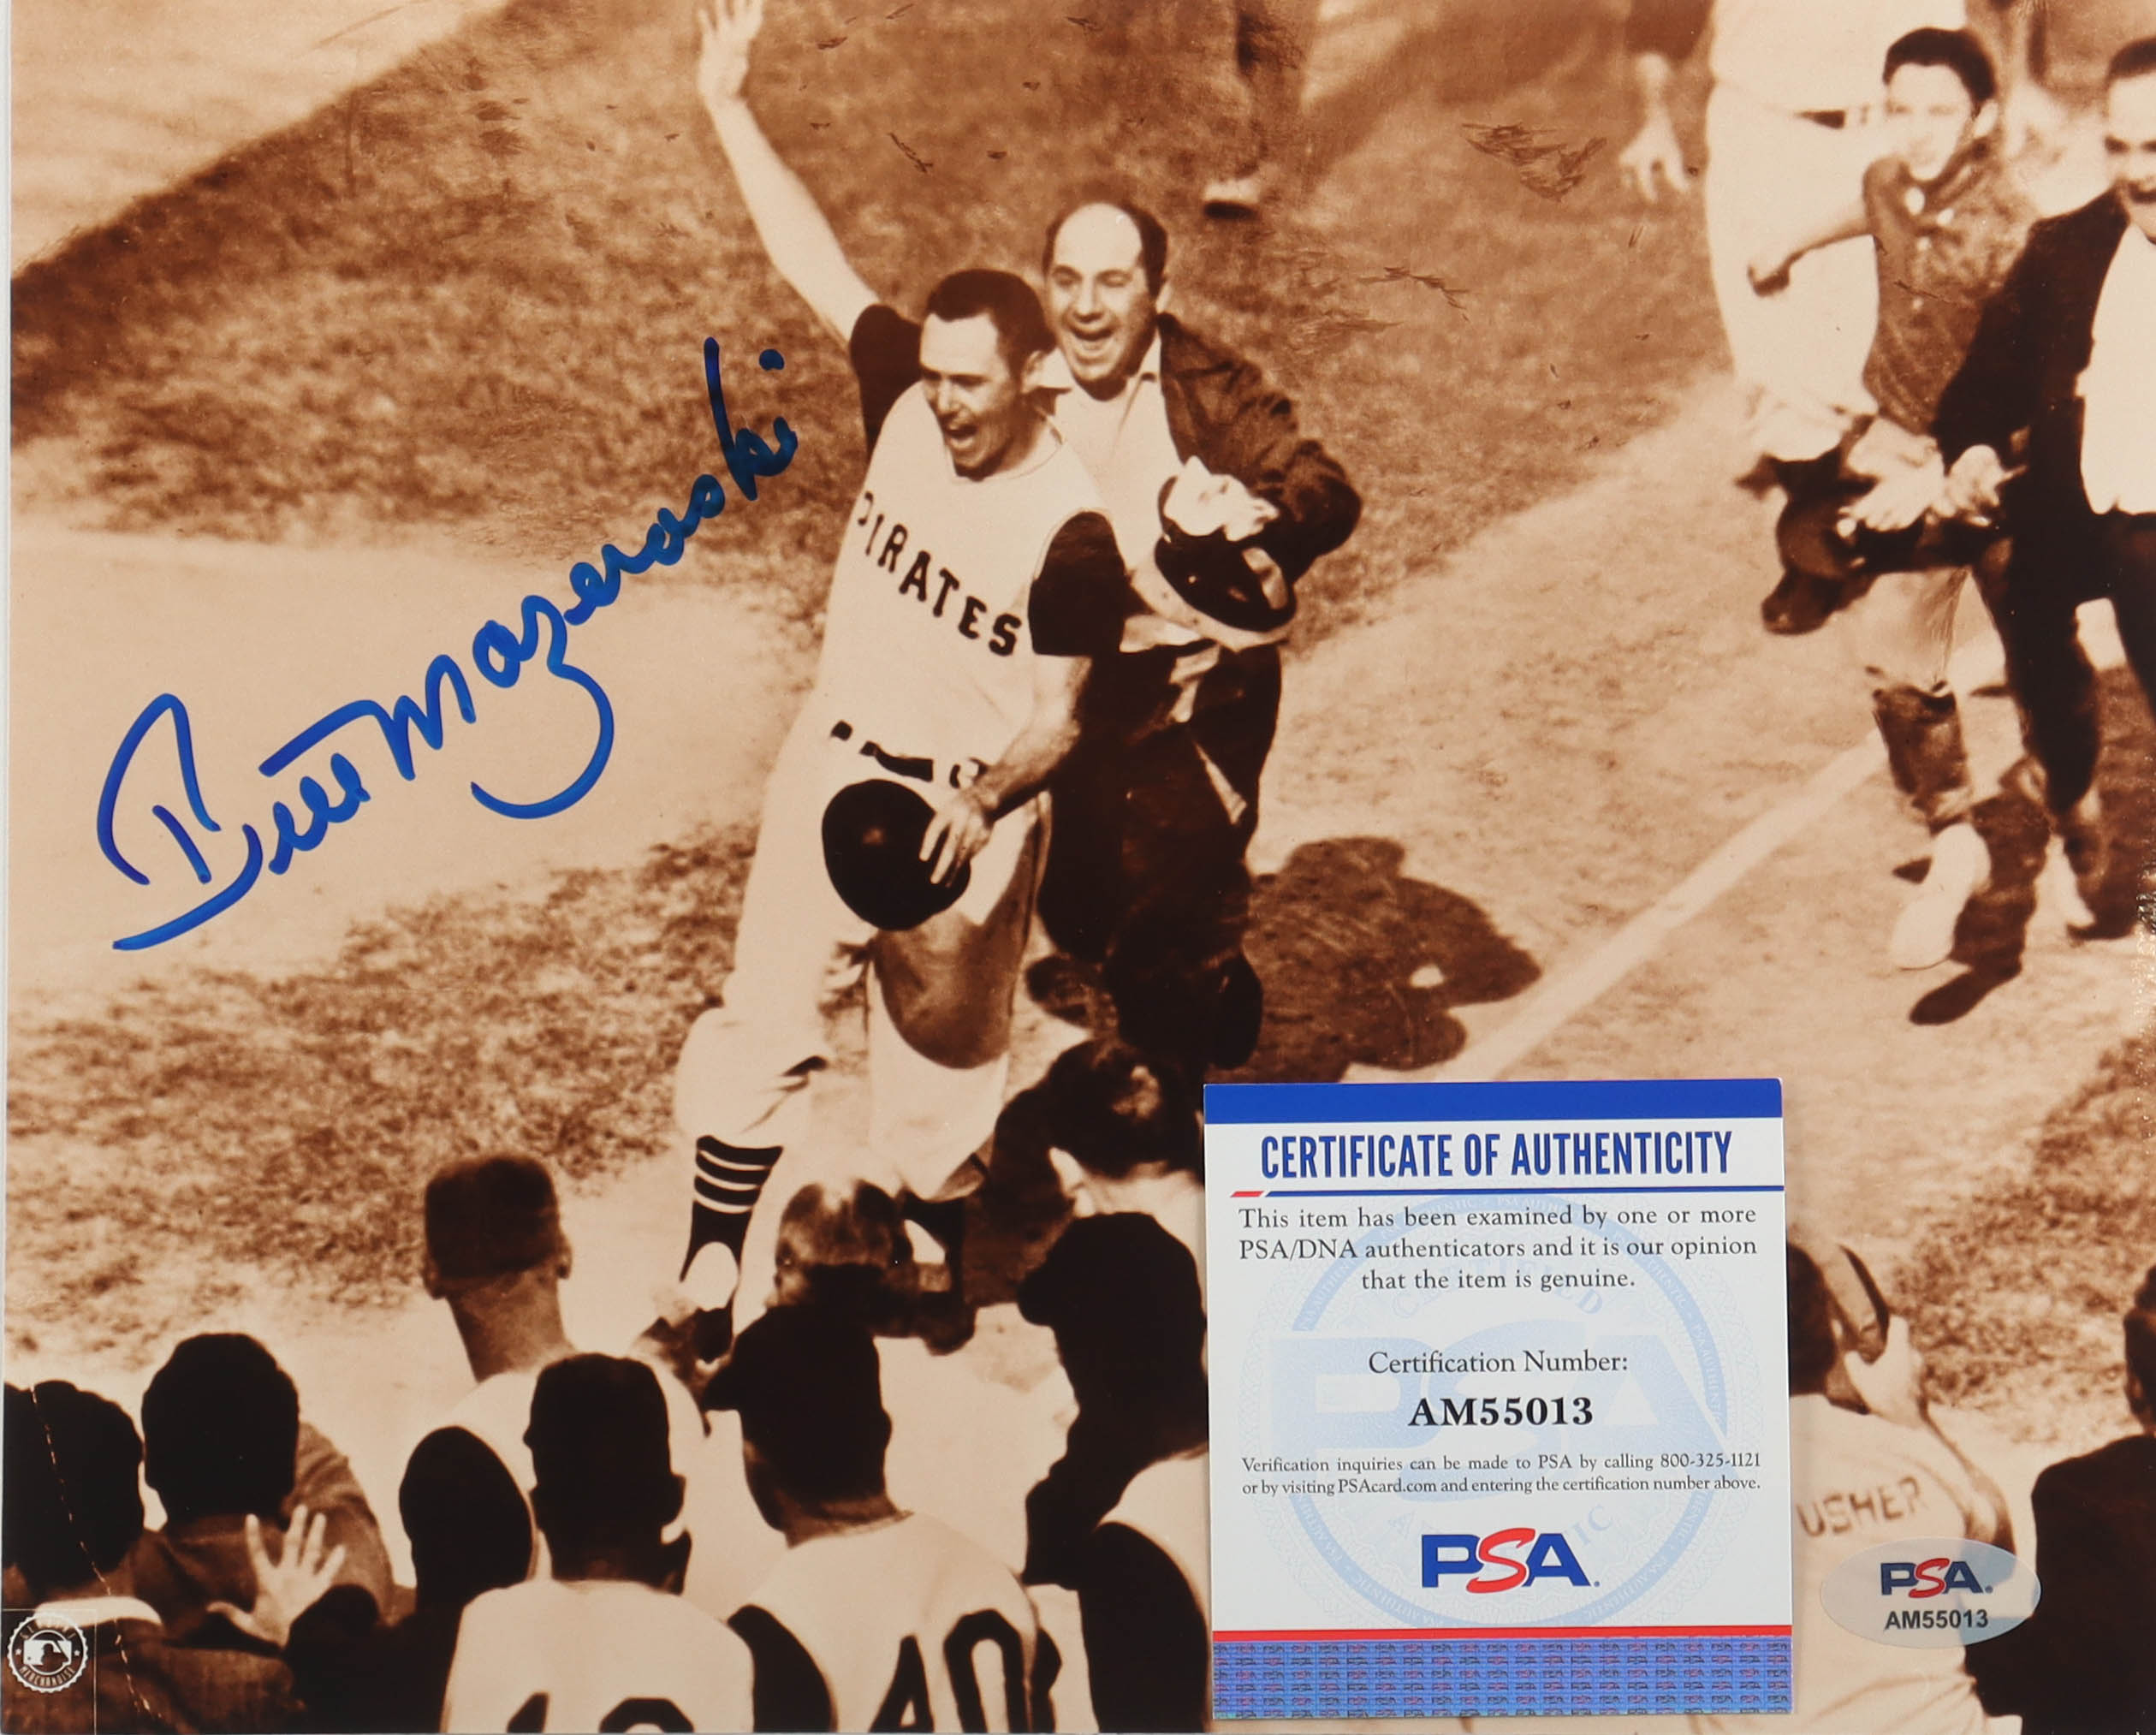 Bill Mazeroski
PIRATES
CERTIFICATE OF AUTHENTICITY
This item has been examined by one or more
PSA/DNA authenticators and it is our opinion
that the item is genuine.
Certification Number:
AM55013
Verification inquiries can be made to PSA by calling 800-325-1121
or by visiting PSAcard.com and entering the certification number above.
PSA
USHER
PSA
AM55013
40